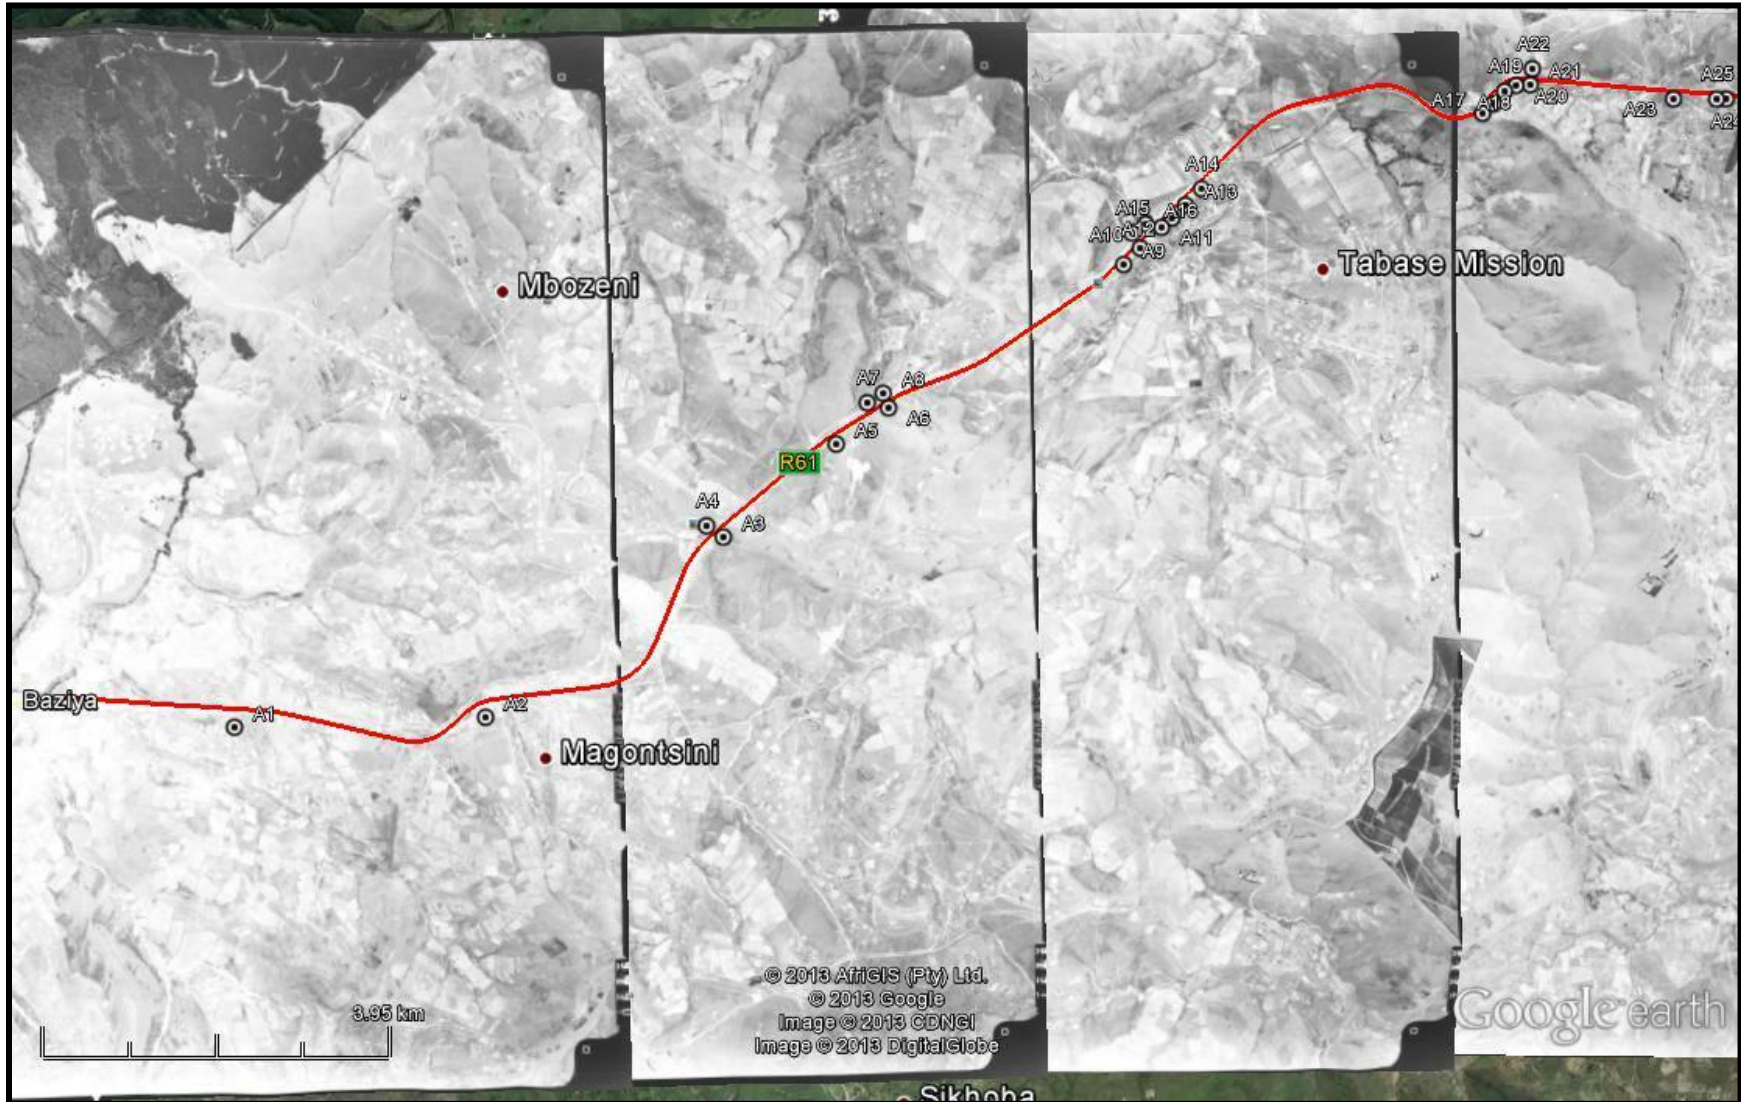 A22
A19
A21
A25
A17
A18
A20
A23
A14
A13
A15
A16
A10
A12
A11
A9
Tabase Mission
Mbozeni
A7
A8
A6
A5
R61
A4
A3
Baziya
A1
A2
Magontsini
3.95 km
© 2013 AfriGIS (Pty) Ltd.
© 2013 Google
Image © 2013 CDNGI
Image © 2013 DigitalGlobe
Google earth
Sikhoba